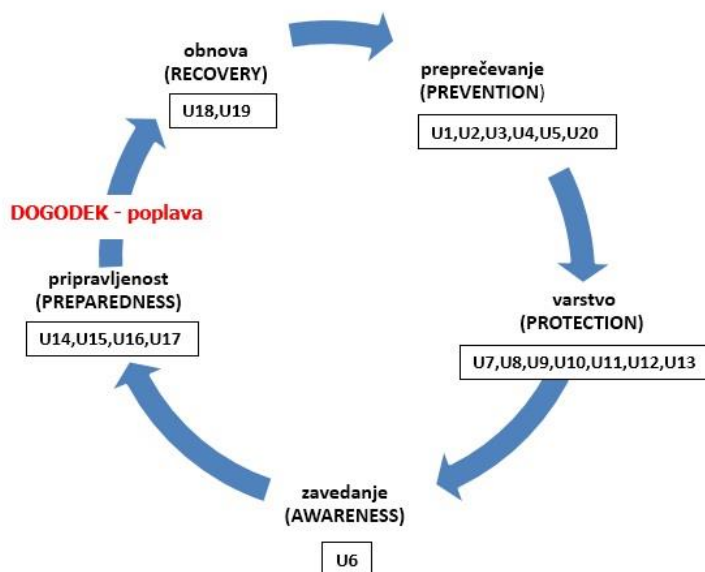 obnova
(RECOVERY)
U18,U19
preprečevanje
(PREVENTION)
U1,U2,U3,U4,U5,U20
DOGODEK - poplava
pripravljenost
(PREPAREDNESS)
U14,U15,U16,U17
varstvo
(PROTECTION)
U7,U8,U9,U10,U11,U12,U13
zavedanje
(AWARENESS)
U6